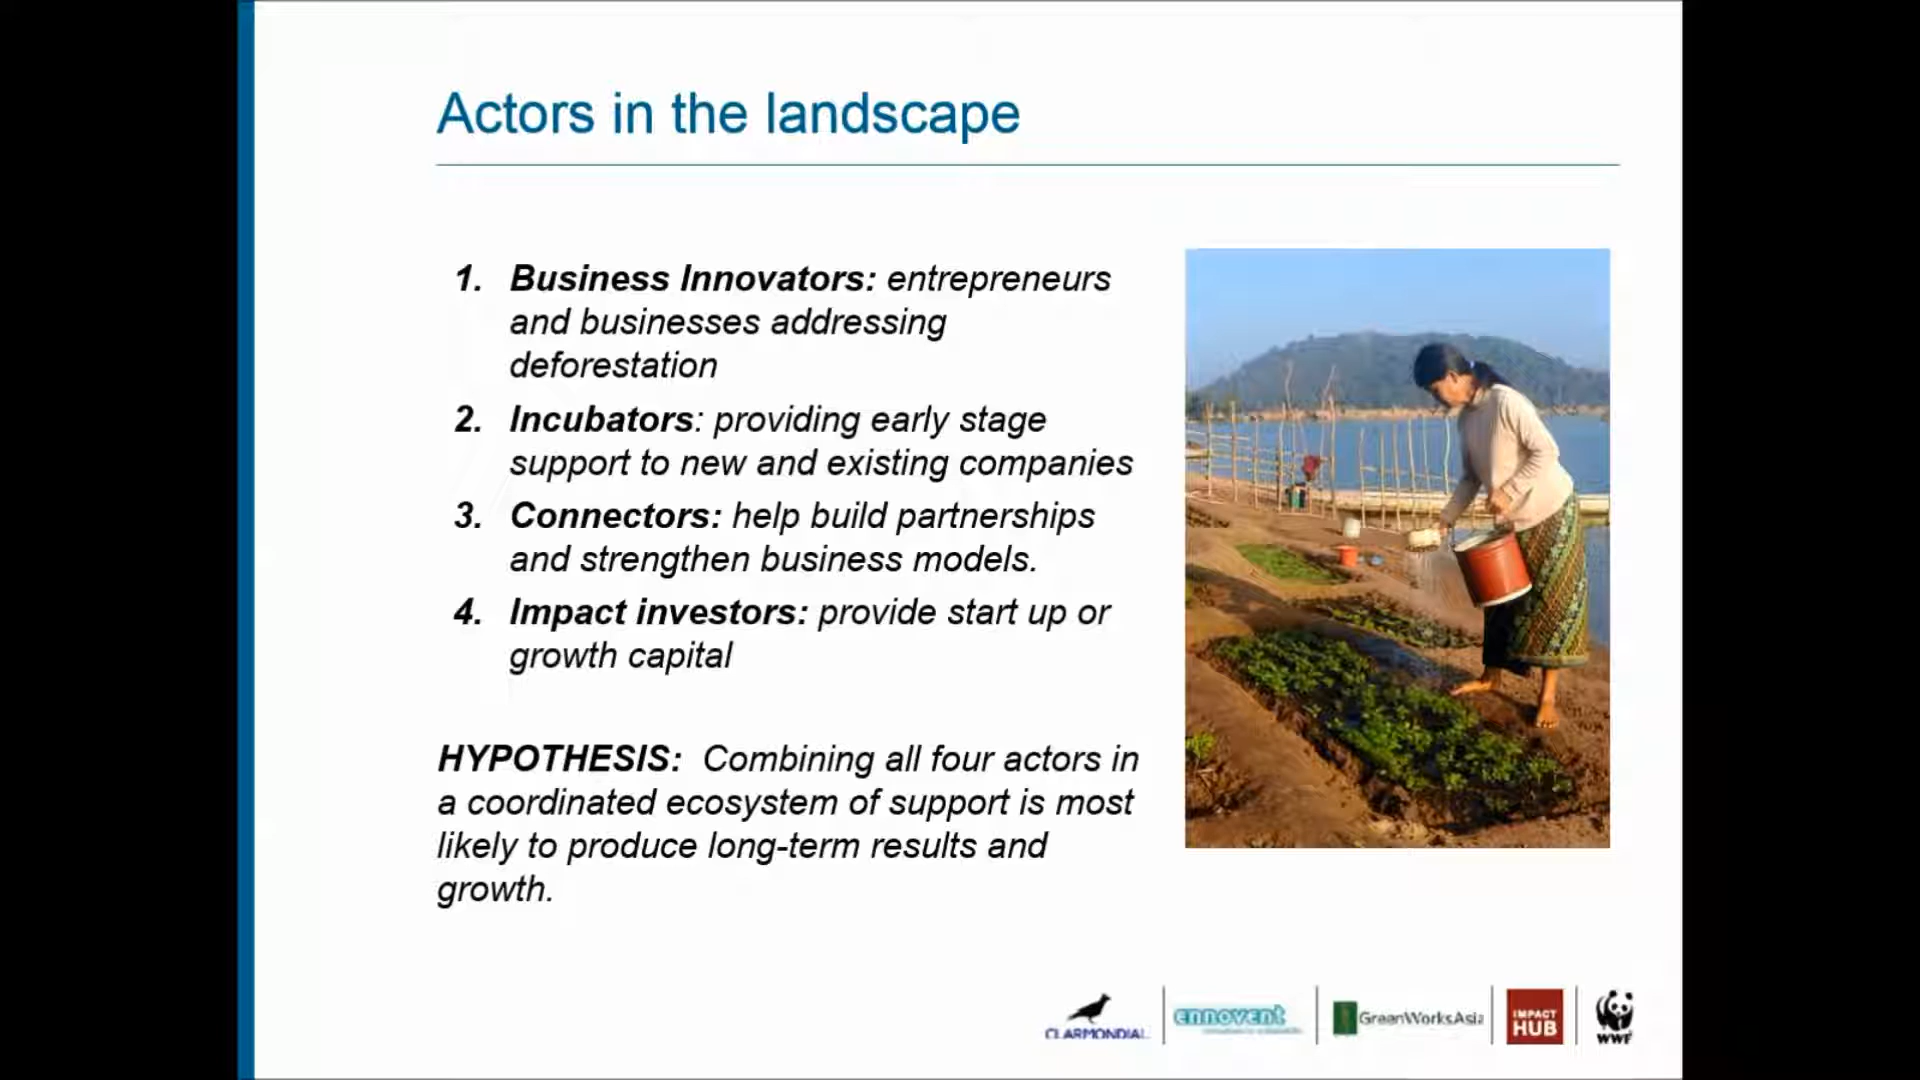 Actors in the landscape
1. Business Innovators: entrepreneurs
and businesses addressing
deforestation
2. Incubators: providing early stage
support to new and existing companies
3. Connectors: help build partnerships
and strengthen business models.
4. Impact investors: provide start up or
growth capital
HYPOTHESIS: Combining all four actors in
a coordinated ecosystem of support is most
likely to produce long-term results and
growth.
CLARMONDIAL
ennovent
GreenWorksAsia
IMPACT
HUB
WWF